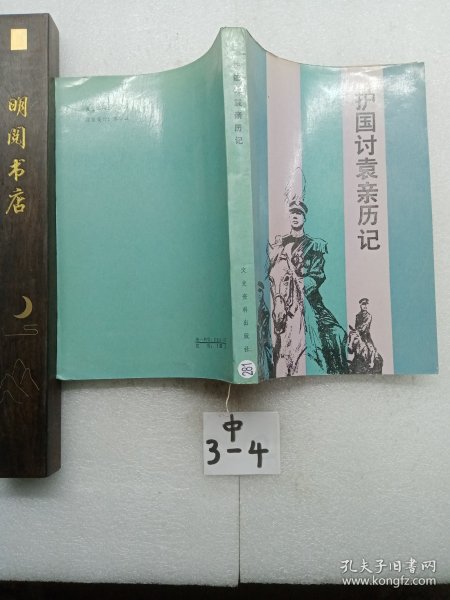 明阅书店
护国讨袁亲历记
护国讨袁亲历记
文史资料出版社
281
中
3-4
孔夫子旧书网
www.kongfz.com